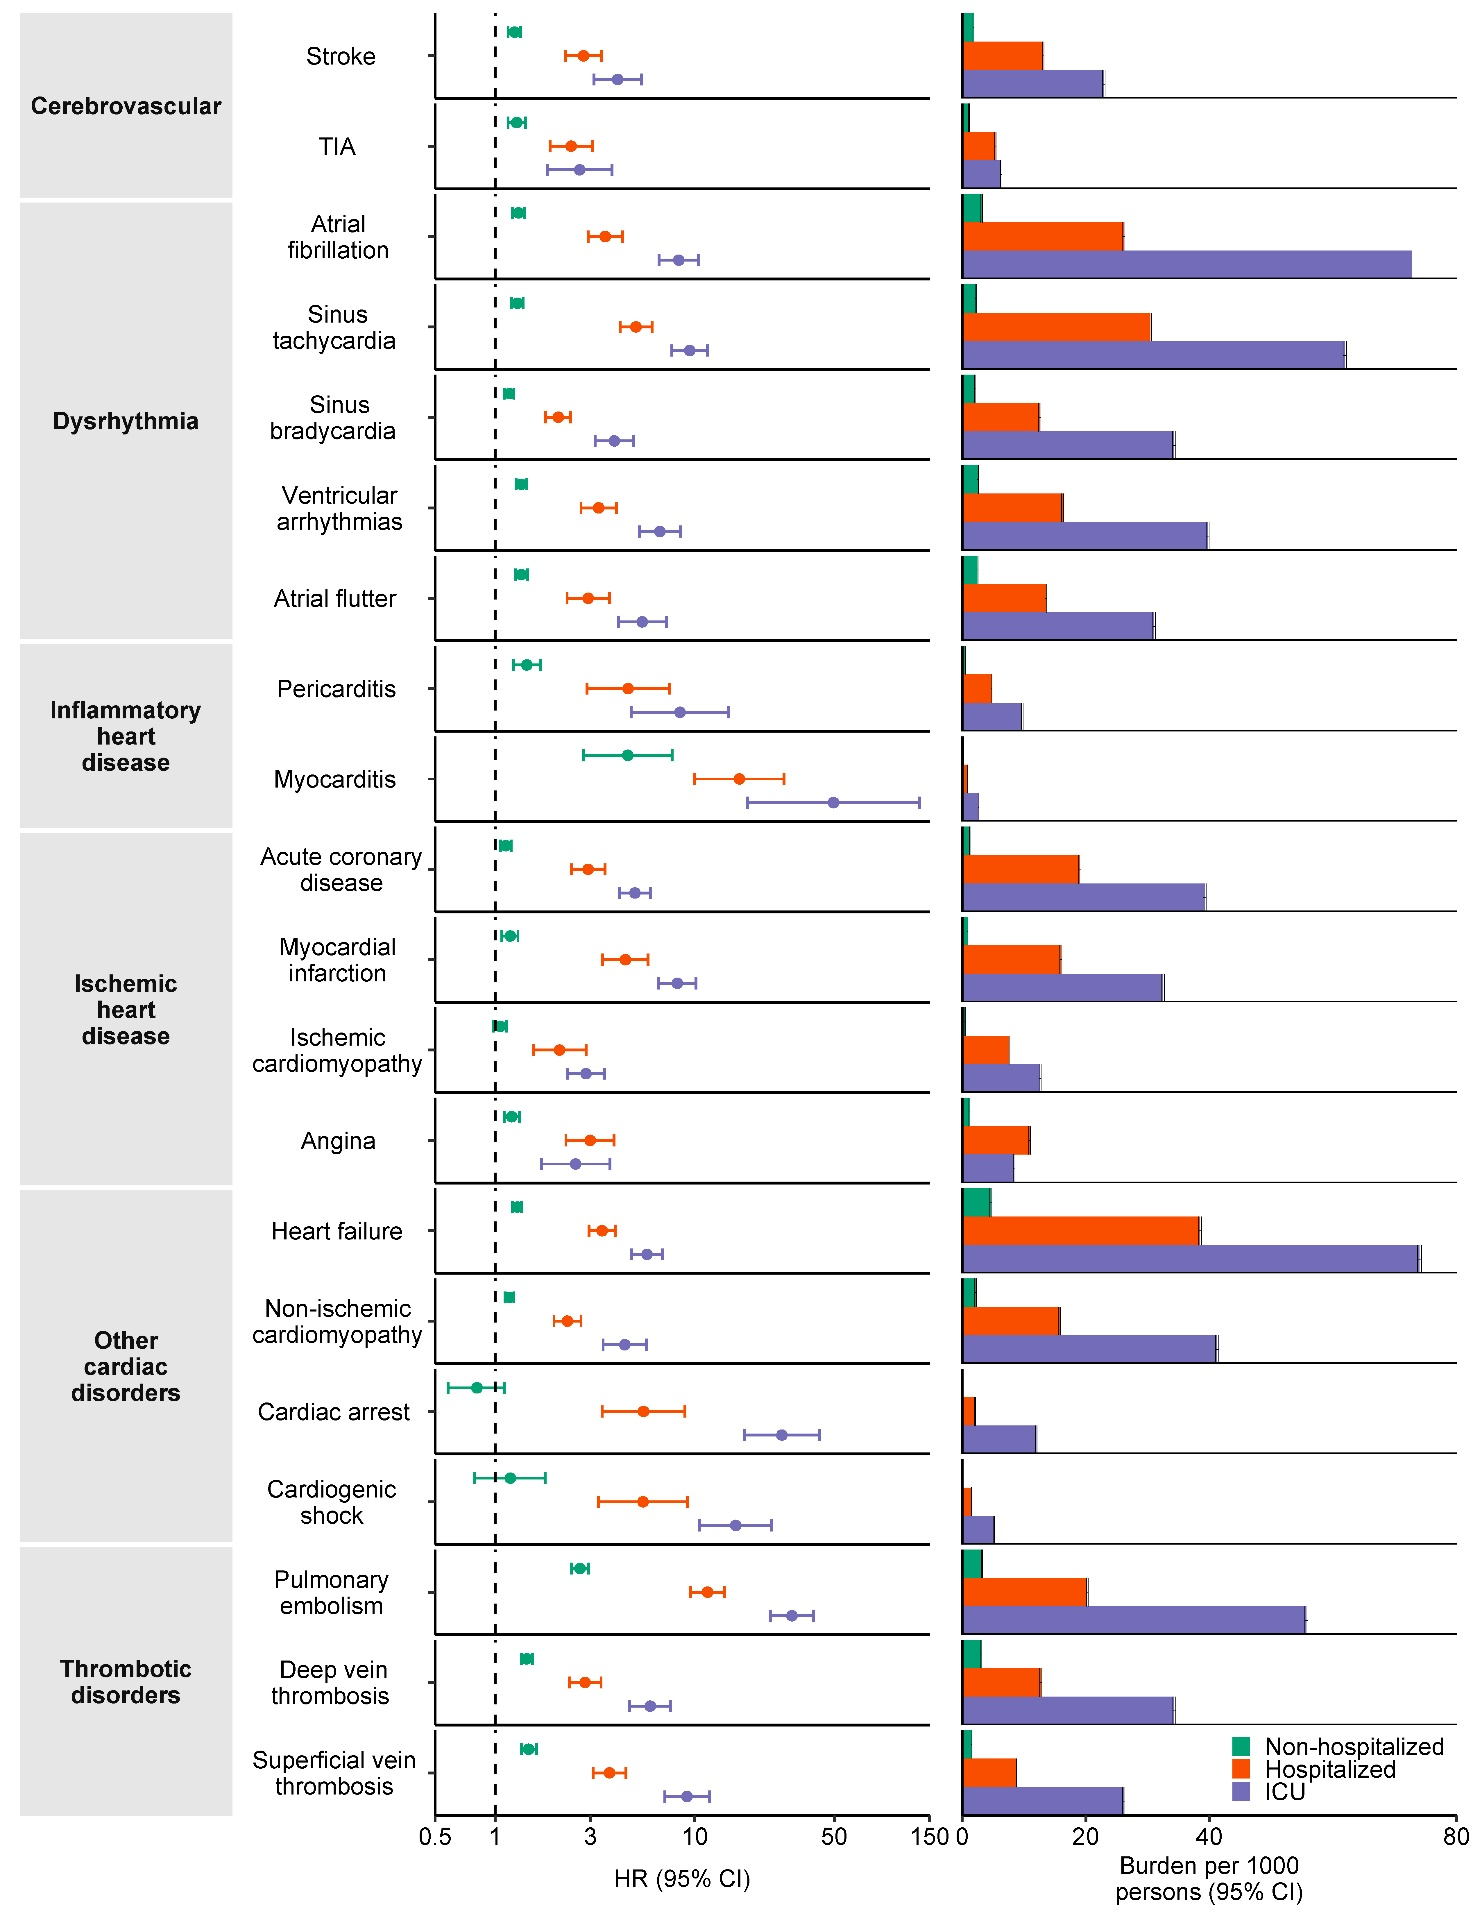 Cerebrovascular
Stroke
TIA
Dysrhythmia
Atrial
fibrillation
Sinus
tachycardia
Sinus
bradycardia
Ventricular
arrhythmias
Atrial flutter
Inflammatory
heart
disease
Pericarditis
Myocarditis
Ischemic
heart
disease
Acute coronary
disease
Myocardial
infarction
Ischemic
cardiomyopathy
Angina
Other
cardiac
disorders
Heart failure
Non-ischemic
cardiomyopathy
Cardiac arrest
Cardiogenic
shock
Thrombotic
disorders
Pulmonary
embolism
Deep vein
thrombosis
Superficial vein
thrombosis
Non-hospitalized
Hospitalized
ICU
0.5 1 3 10 50 150
HR (95% CI)
0 20 40 80
Burden per 1000
persons (95% CI)